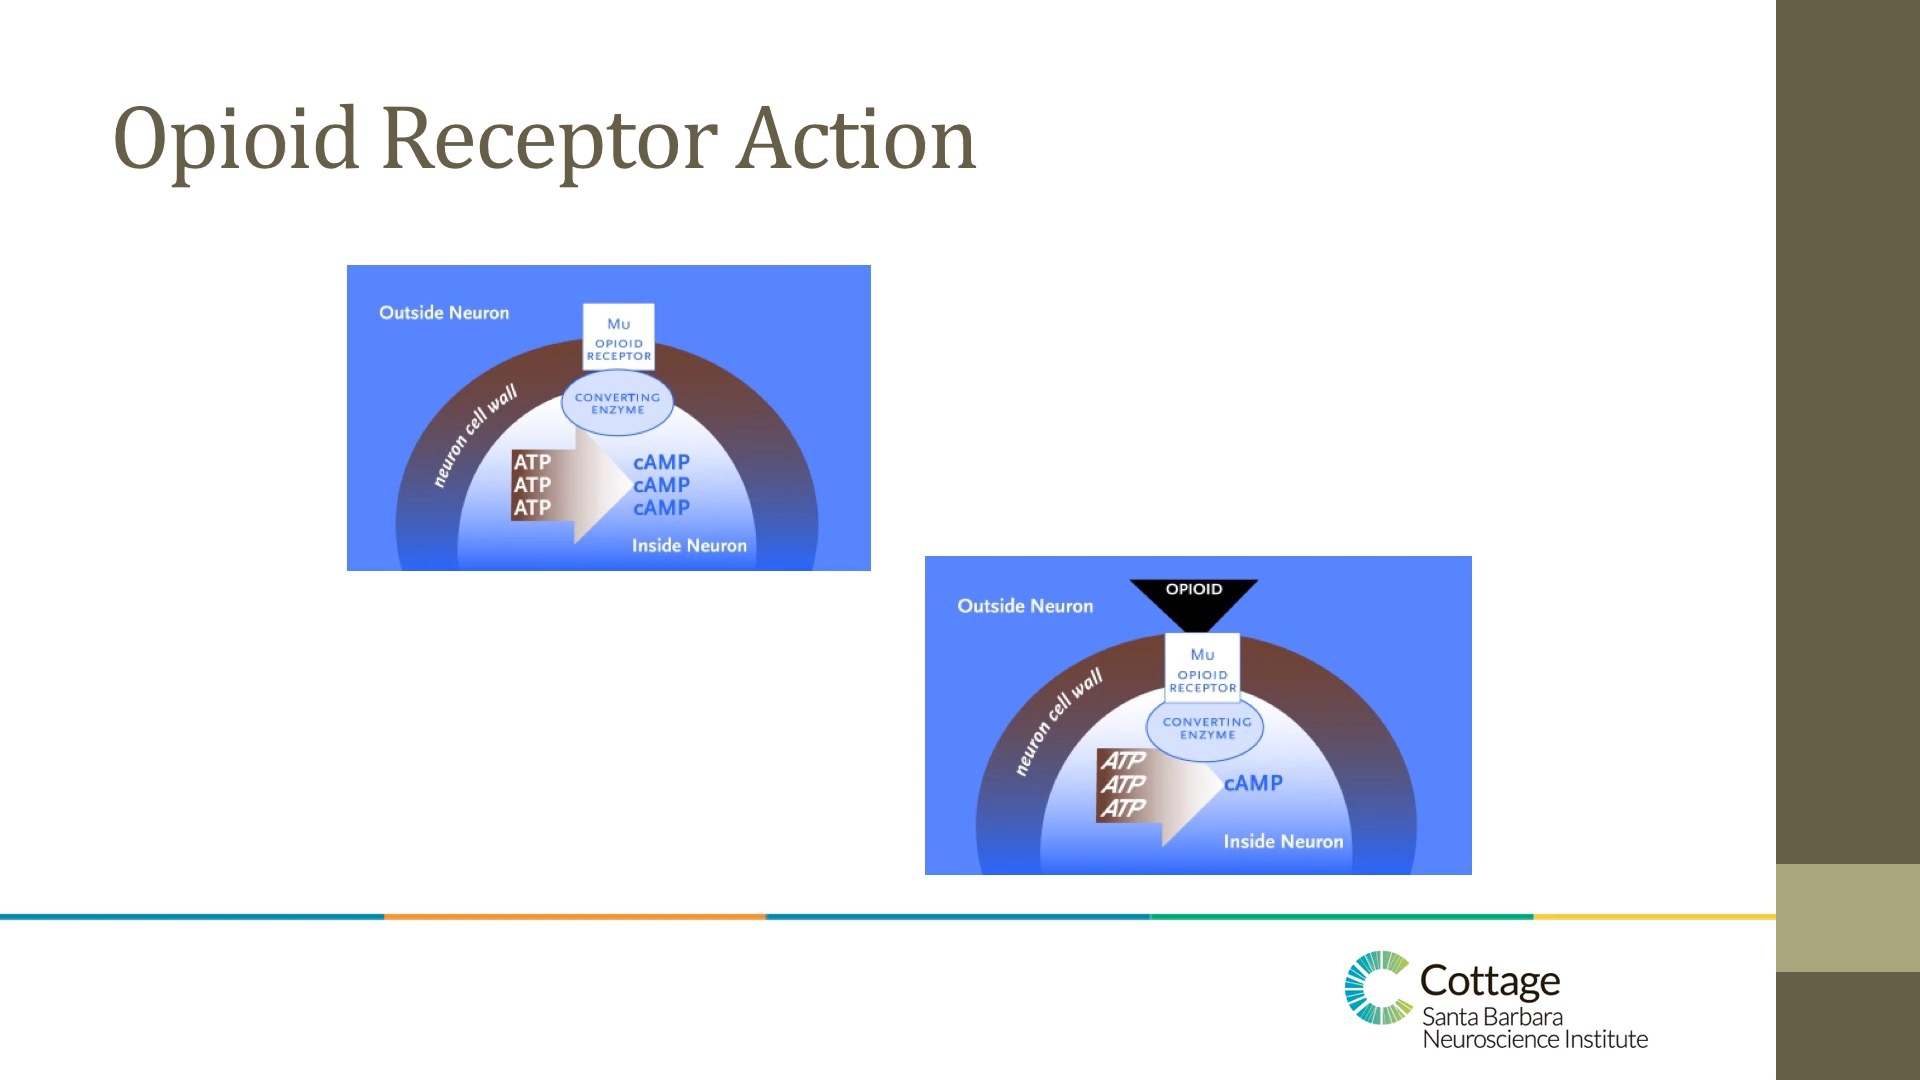 Opioid Receptor Action
Outside Neuron
Mu
OPIOID
RECEPTOR
CONVERTING
ENZYME
neuron cell wall
ATP
ATP
ATP
cAMP
cAMP
cAMP
Inside Neuron
OPIOID
Outside Neuron
Mu
OPIOID
RECEPTOR
CONVERTING
ENZYME
neuron cell wall
ATP
ATP
ATP
cAMP
Inside Neuron
Cottage
Santa Barbara
Neuroscience Institute